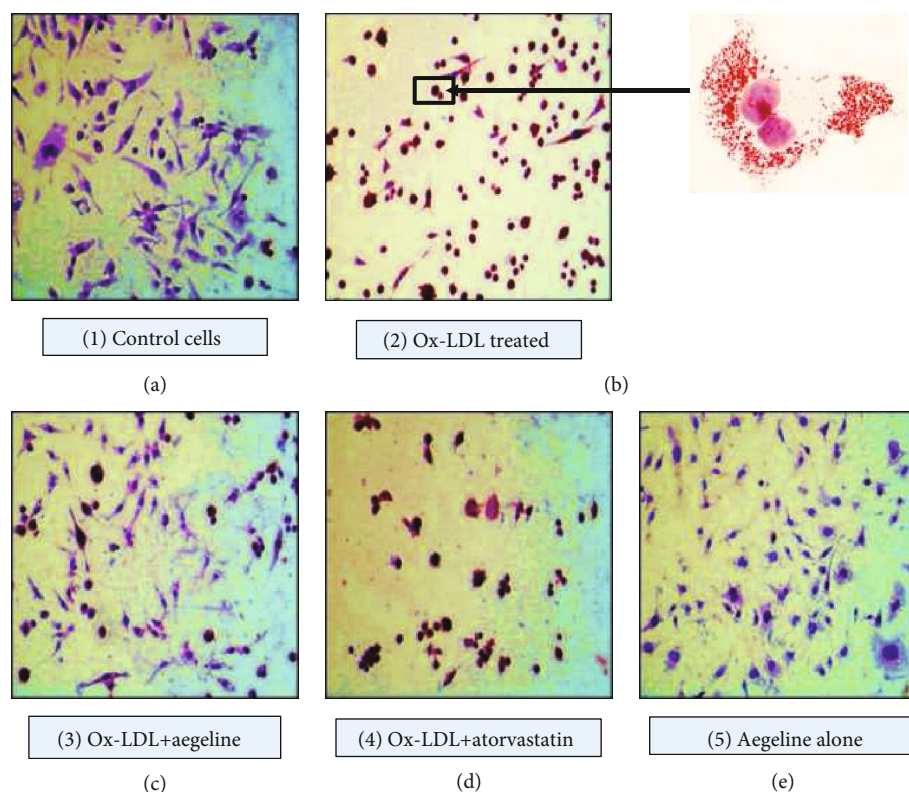 (1) Control cells
(2) Ox-LDL treated
(a)
(b)
(3) Ox-LDL+aegeline
(4) Ox-LDL+atorvastatin
(5) Aegeline alone
(c)
(d)
(e)